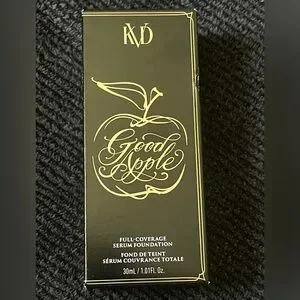 KVD
Good
Apple
FULL-COVERAGE
SERUM FOUNDATION
FOND DE TEINT
SÉRUM COUVRANCE TOTALE
30ml / 1.01Fl. Oz.